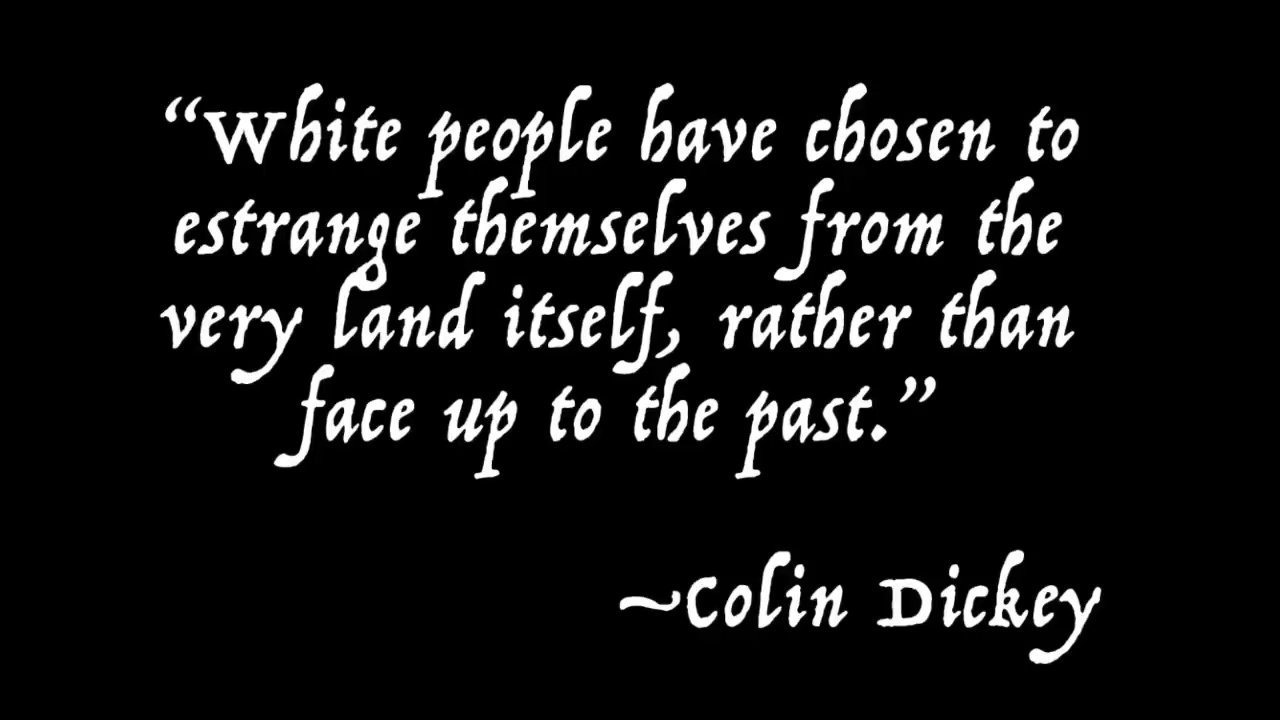 “White people have chosen to
estrange themselves from the
very land itself, rather than
face up to the past.”
~Colin Dickey